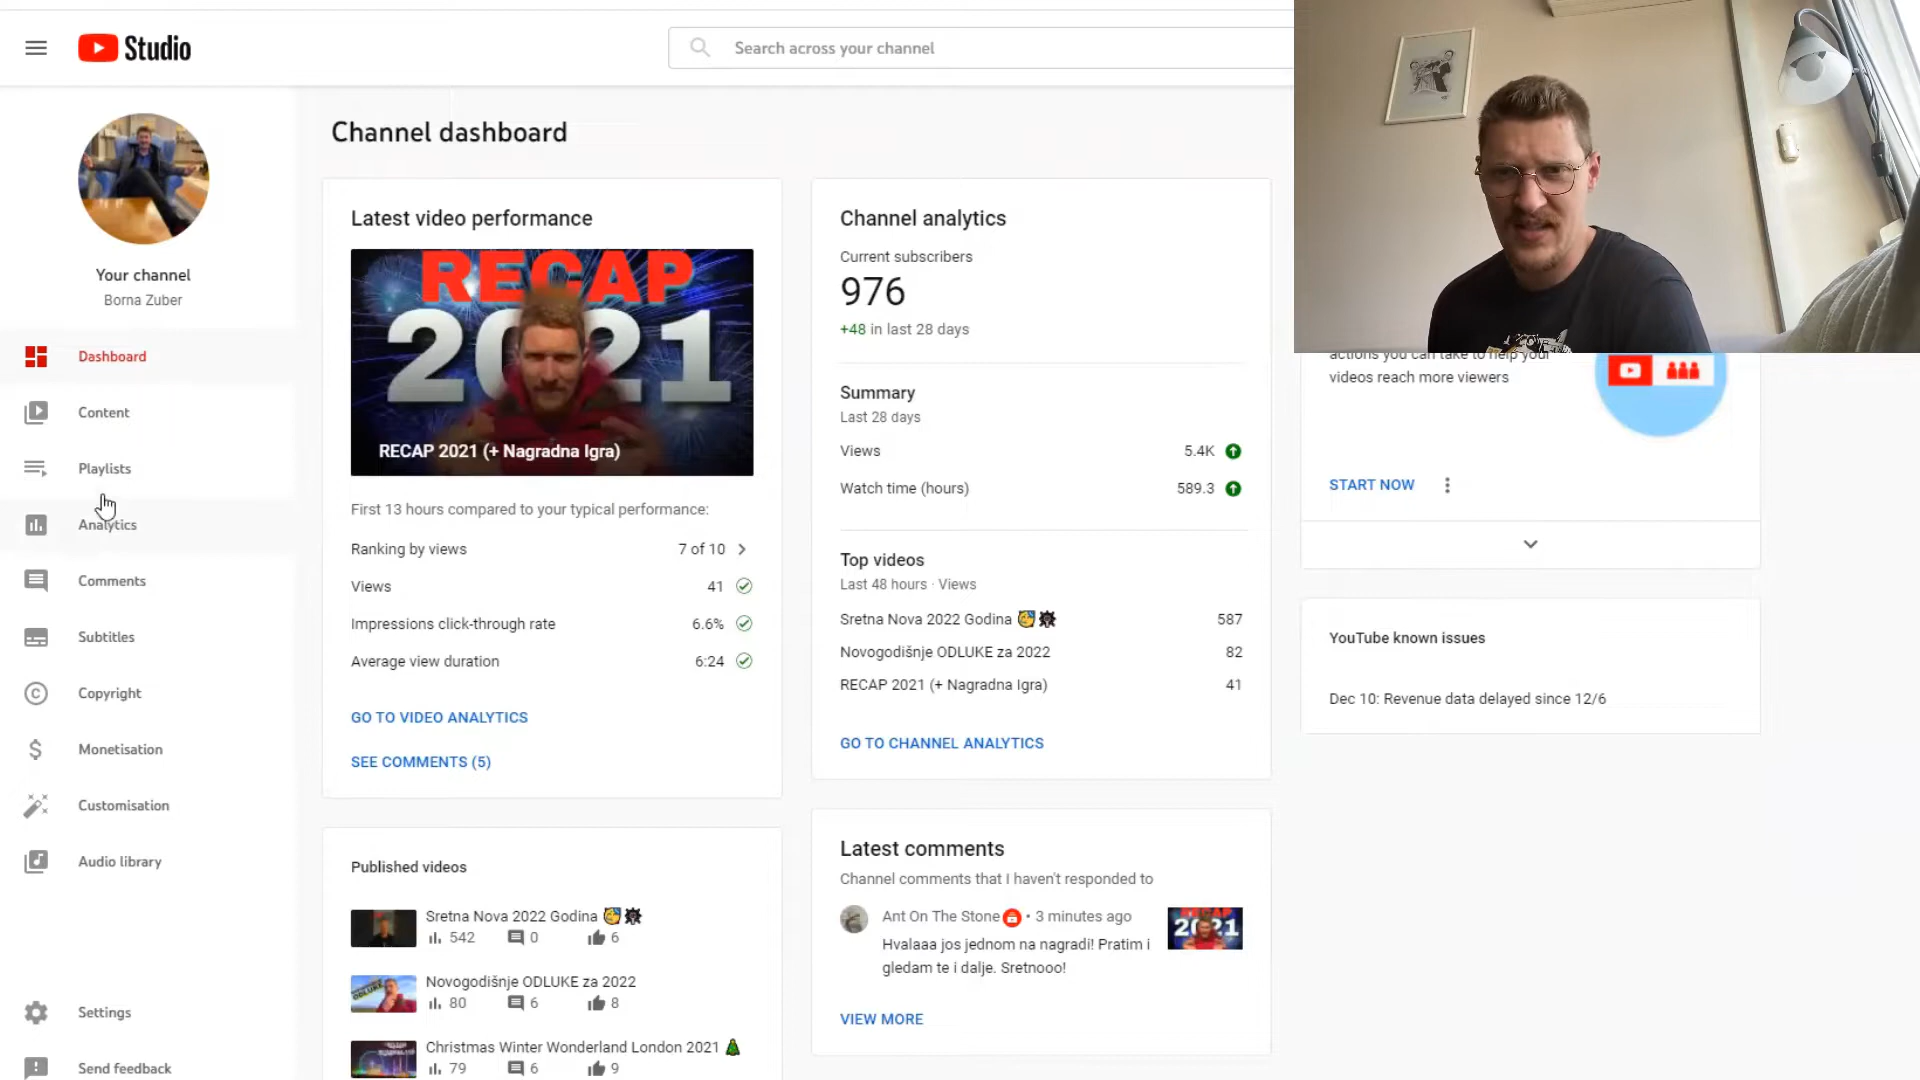 Studio
Search across your channel
Your channel
Borna Zuber
Dashboard
Content
Playlists
Analytics
Comments
Subtitles
Copyright
Monetisation
Customisation
Audio library
Settings
Send feedback
Channel dashboard
Latest video performance
RECAP
2021
RECAP 2021 (+ Nagradna Igra)
First 13 hours compared to your typical performance:
Ranking by views 7 of 10
Views 41
Impressions click-through rate 6.6%
Average view duration 6:24
GO TO VIDEO ANALYTICS
SEE COMMENTS (5)
Published videos
Sretna Nova 2022 Godina
542 0 6
Novogodišnje ODLUKE za 2022
80 6 8
Christmas Winter Wonderland London 2021
79 6 9
Channel analytics
Current subscribers
976
+48 in last 28 days
Summary
Last 28 days
Views 5.4K
Watch time (hours) 589.3
Top videos
Last 48 hours · Views
Sretna Nova 2022 Godina 587
Novogodišnje ODLUKE za 2022 82
RECAP 2021 (+ Nagradna Igra) 41
GO TO CHANNEL ANALYTICS
Latest comments
Channel comments that I haven't responded to
Ant On The Stone • 3 minutes ago
Hvalaaa jos jednom na nagradi! Pratim i
gledam te i dalje. Sretnooo!
2021
VIEW MORE
actions you can take to help your
videos reach more viewers
START NOW
YouTube known issues
Dec 10: Revenue data delayed since 12/6